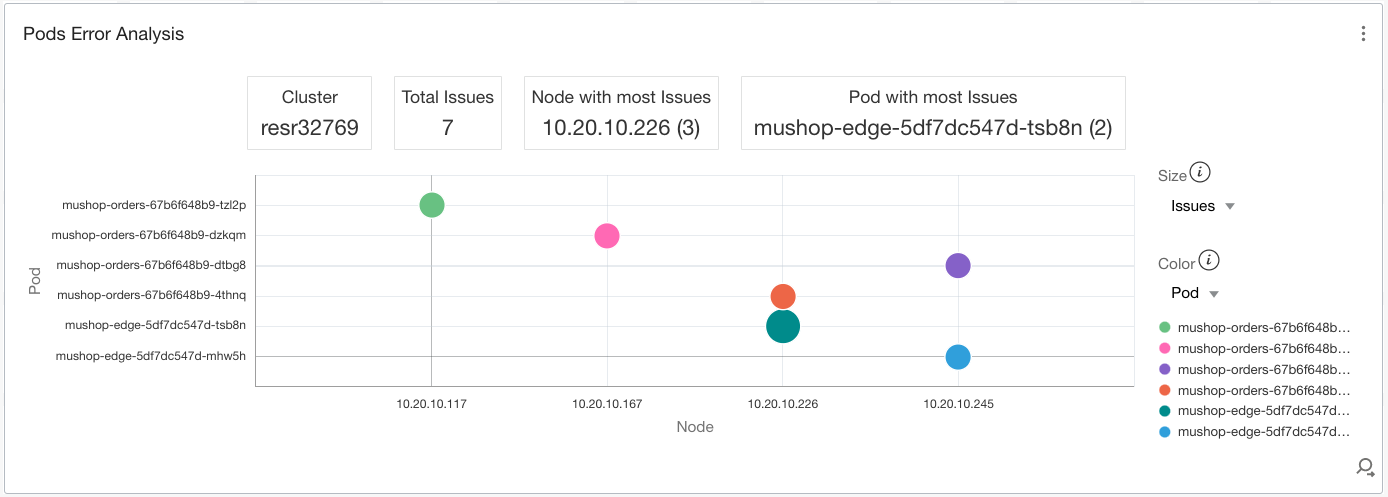 Pods Error Analysis
Cluster
resr32769
Total Issues
7
Node with most Issues
10.20.10.226 (3)
Pod with most Issues
mushop-edge-5df7dc547d-tsb8n (2)
Pod
mushop-orders-67b6f648b9-tzl2p
mushop-orders-67b6f648b9-dzkqm
mushop-orders-67b6f648b9-dtbg8
mushop-orders-67b6f648b9-4thnq
mushop-edge-5df7dc547d-tsb8n
mushop-edge-5df7dc547d-mhw5h
10.20.10.117
10.20.10.167
10.20.10.226
10.20.10.245
Node
Size i
Issues
Color i
Pod
mushop-orders-67b6f648b...
mushop-orders-67b6f648b...
mushop-orders-67b6f648b...
mushop-orders-67b6f648b...
mushop-edge-5df7dc547d...
mushop-edge-5df7dc547d...